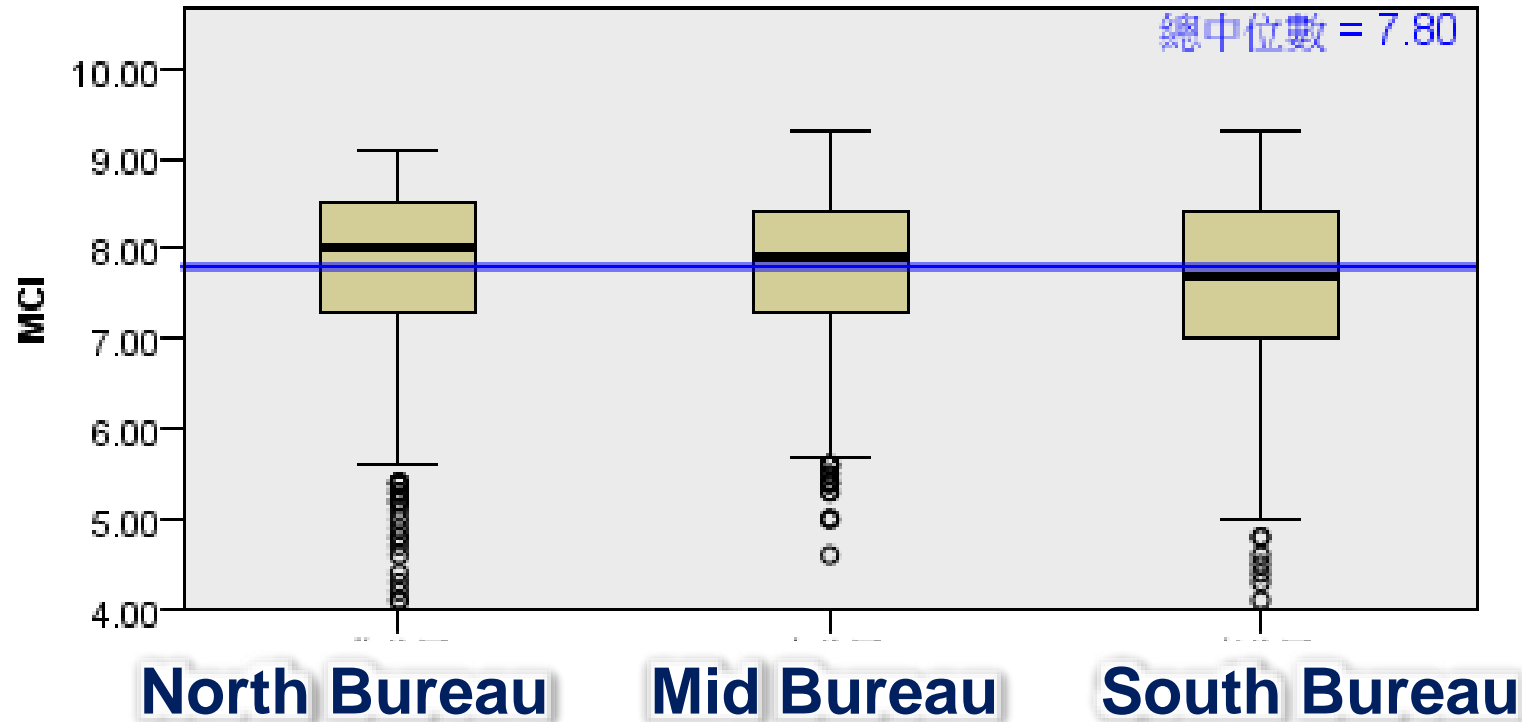 總中位數 = 7.80
10.00
9.00
8.00
7.00
6.00
5.00
4.00
MCI
North Bureau
Mid Bureau
South Bureau